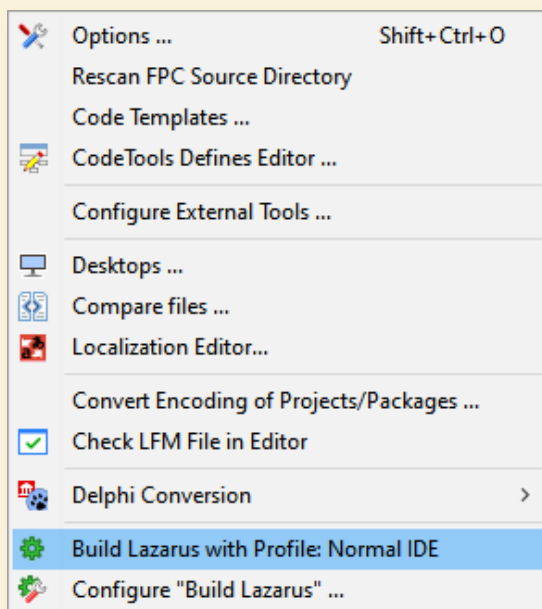 Options ... Shift+Ctrl+O
Rescan FPC Source Directory
Code Templates ...
CodeTools Defines Editor ...
Configure External Tools ...
Desktops ...
Compare files ...
Localization Editor...
Convert Encoding of Projects/Packages ...
Check LFM File in Editor
Delphi Conversion
Build Lazarus with Profile: Normal IDE
Configure "Build Lazarus" ...